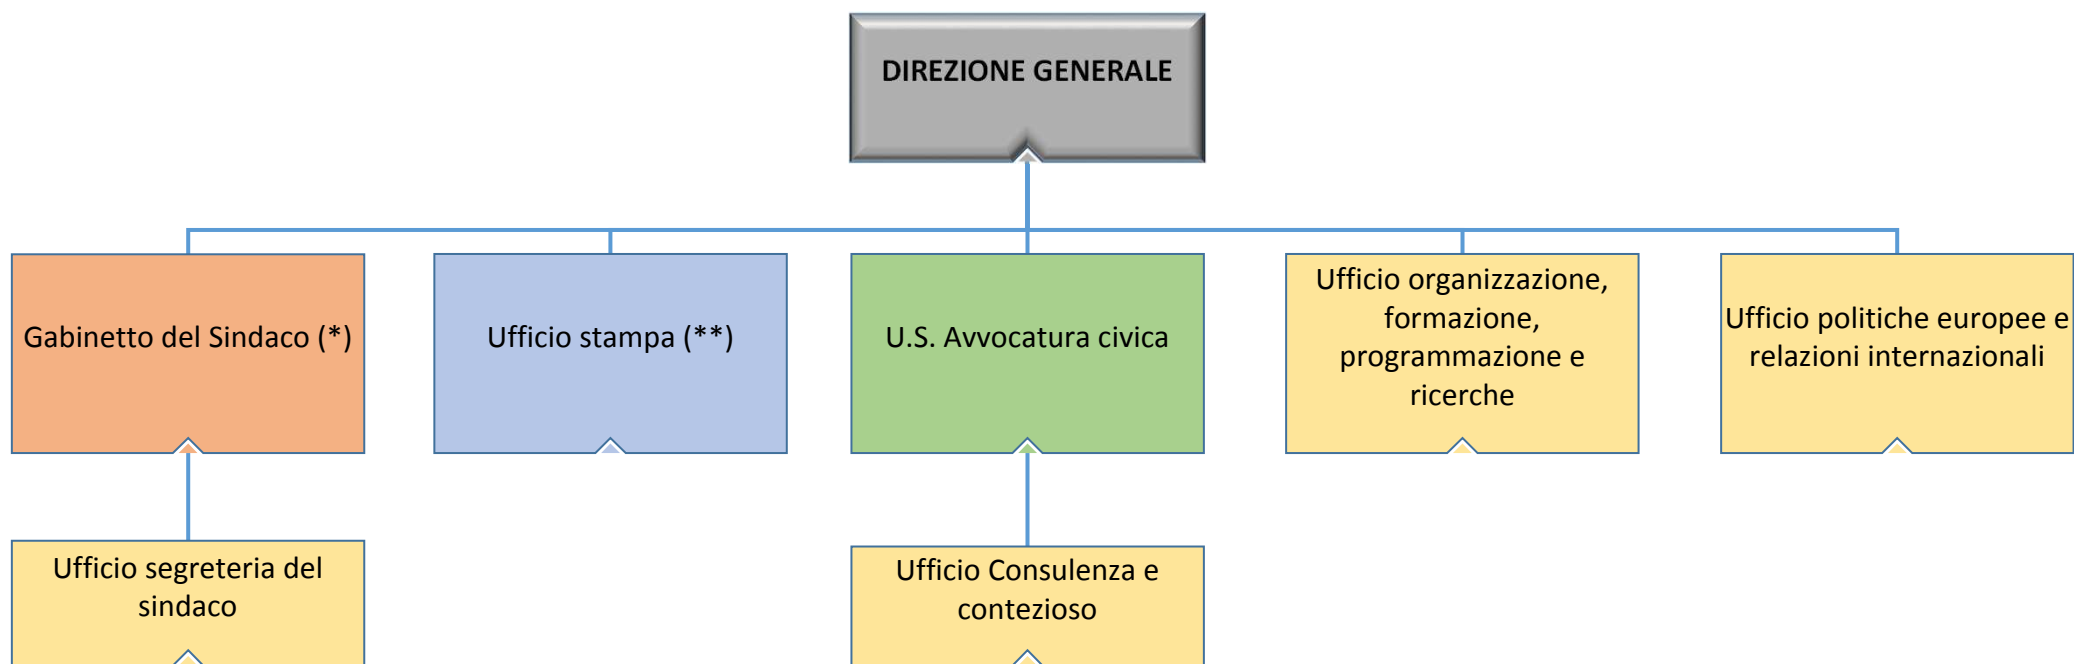 DIREZIONE GENERALE
Gabinetto del Sindaco (*)
Ufficio stampa (**)
U.S. Avvocatura civica
Ufficio organizzazione,
formazione,
programmazione e
ricerche
Ufficio politiche europee e
relazioni internazionali
Ufficio segreteria del
sindaco
Ufficio Consulenza e
contezioso